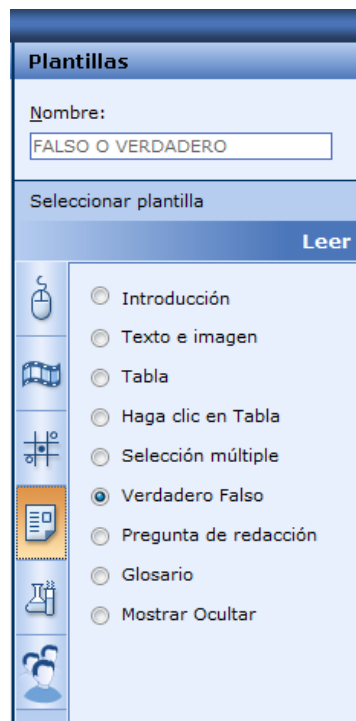 Plantillas
Nombre:
FALSO O VERDADERO
Seleccionar plantilla
Leer
Introducción
Texto e imagen
Tabla
Haga clic en Tabla
Selección múltiple
Verdadero Falso
Pregunta de redacción
Glosario
Mostrar Ocultar